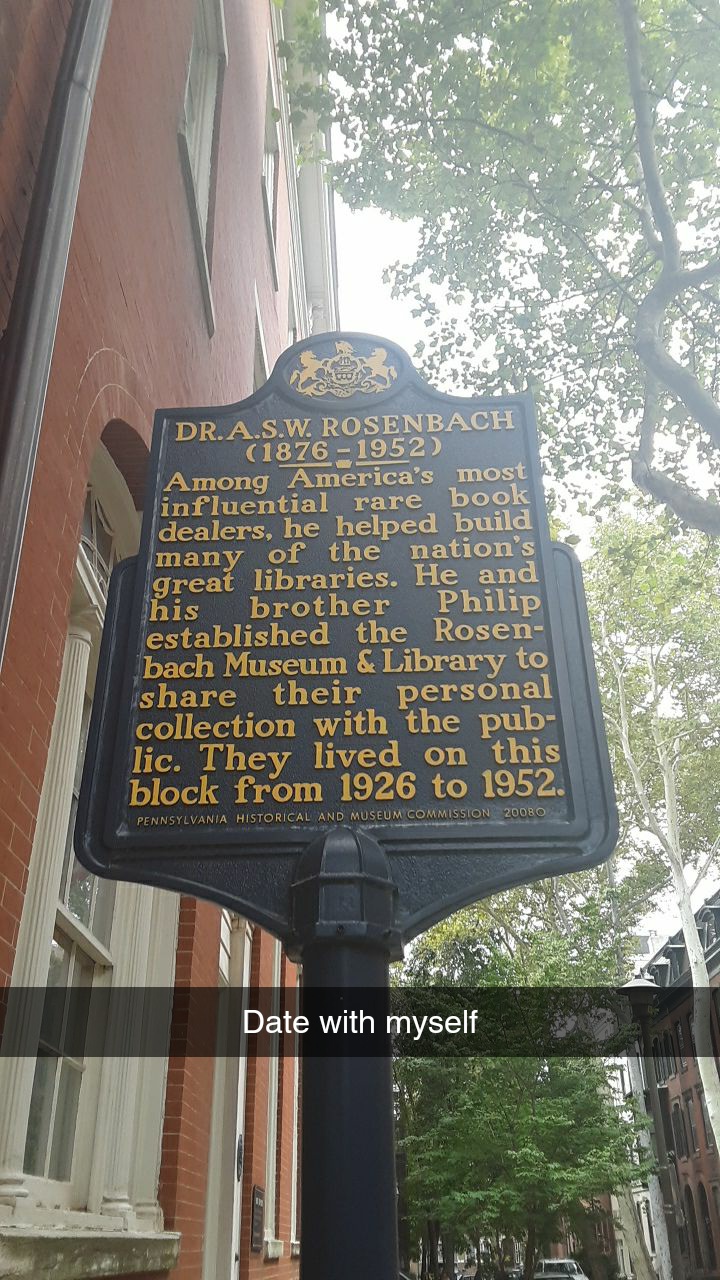 DR. A.S.W. ROSENBACH
(1876-1952)
Among America's most
influential rare book
dealers, he helped build
many of the nation's
great libraries. He and
his brother Philip
established the Rosen-
bach Museum & Library to
share their personal
collection with the pub-
lic. They lived on this
block from 1926 to 1952.
PENNSYLVANIA HISTORICAL AND MUSEUM COMMISSION 2008©
Date with myself